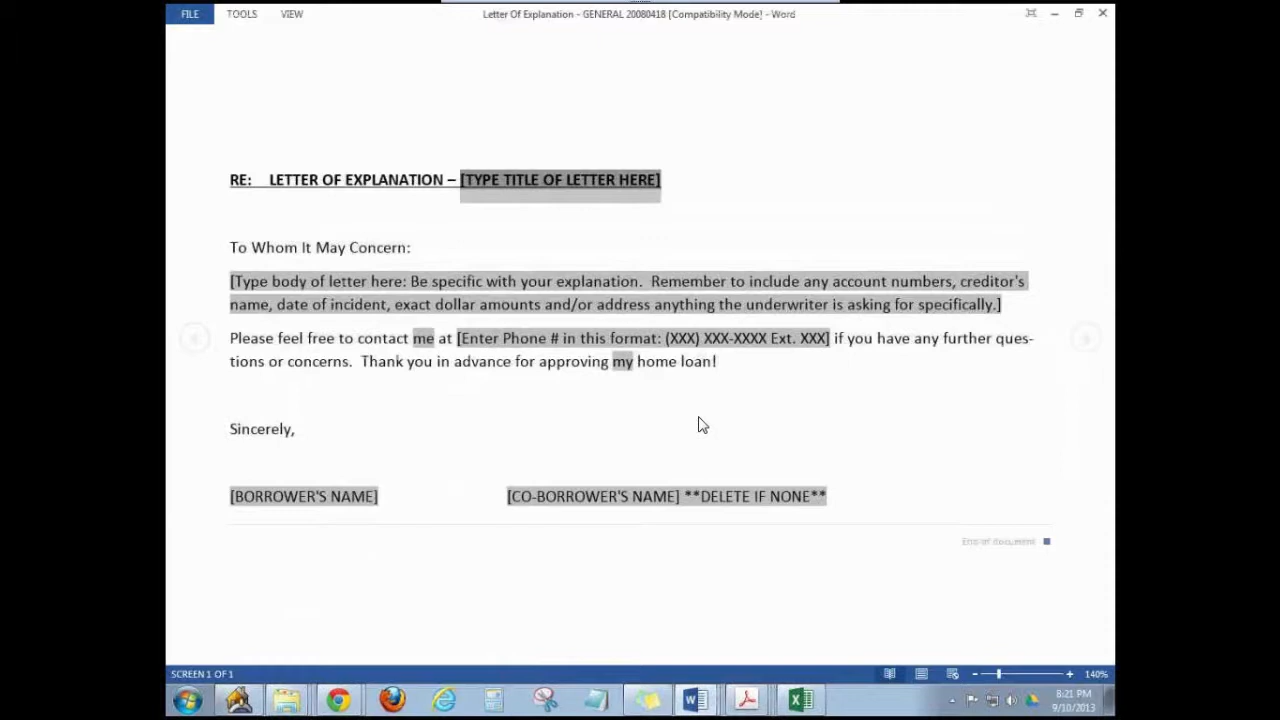 FILE TOOLS VIEW Letter Of Explanation - GENERAL 20080418 [Compatibility Mode] - Word
RE: LETTER OF EXPLANATION – [TYPE TITLE OF LETTER HERE]
To Whom It May Concern:
[Type body of letter here: Be specific with your explanation. Remember to include any account numbers, creditor's
name, date of incident, exact dollar amounts and/or address anything the underwriter is asking for specifically.]
Please feel free to contact me at [Enter Phone # in this format: (XXX) XXX-XXXX Ext. XXX] if you have any further ques-
tions or concerns. Thank you in advance for approving my home loan!
Sincerely,
[BORROWER'S NAME] [CO-BORROWER'S NAME] **DELETE IF NONE**
End of document
SCREEN 1 OF 1 140%
8:21 PM
9/10/2013